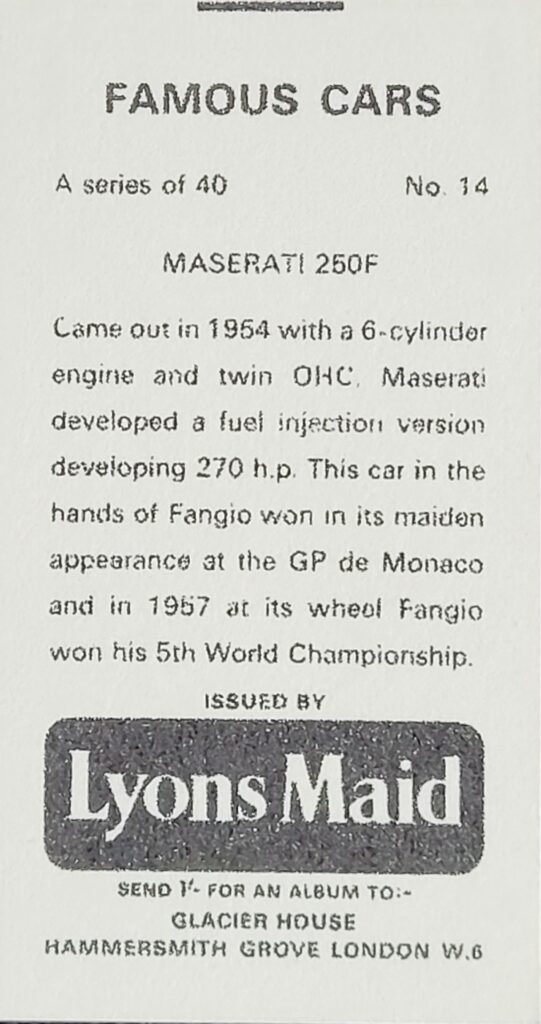 FAMOUS CARS
A series of 40 No. 14
MASERATI 250F
Came out in 1954 with a 6-cylinder
engine and twin OHC. Maserati
developed a fuel injection version
developing 270 h.p. This car in the
hands of Fangio won in its maiden
appearance at the GP de Monaco
and in 1957 at its wheel Fangio
won his 5th World Championship.
ISSUED BY
Lyons Maid
SEND 1/- FOR AN ALBUM TO:-
GLACIER HOUSE
HAMMERSMITH GROVE LONDON W.6